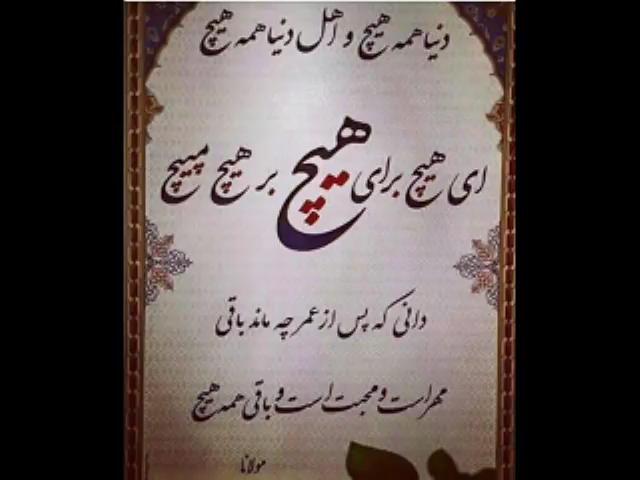 دنیا همه هیچ و اهل دنیا همه هیچ
ای هیچ برای هیچ بر هیچ مپیچ
دانی که پس از عمر چه ماند باقی
مهر است و محبت است و باقی همه هیچ
مولانا